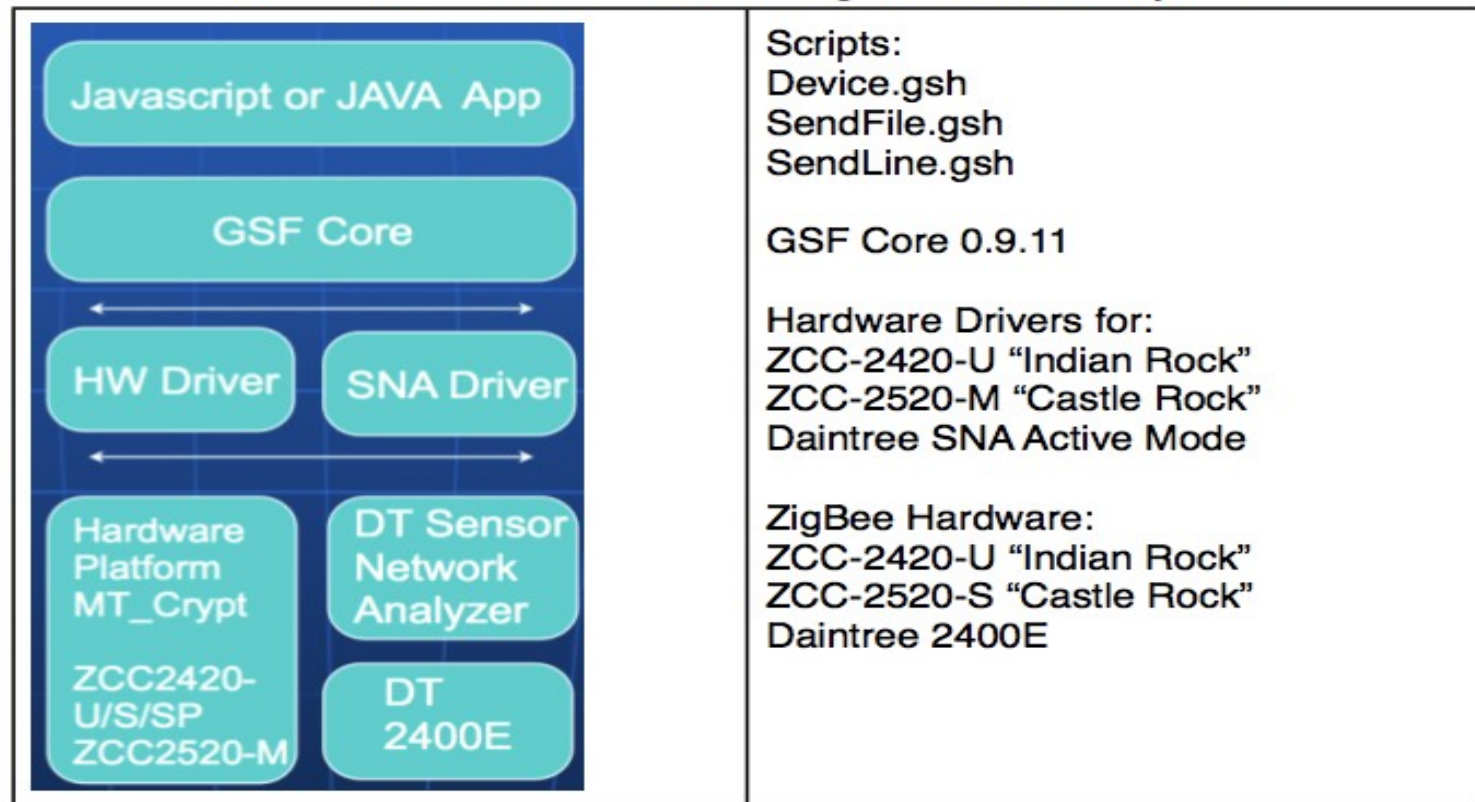 Javascript or JAVA App
GSF Core
HW Driver
SNA Driver
Hardware
Platform
MT_Crypt
ZCC2420-
U/S/SP
ZCC2520-M
DT Sensor
Network
Analyzer
DT
2400E
Scripts:
Device.gsh
SendFile.gsh
SendLine.gsh
GSF Core 0.9.11
Hardware Drivers for:
ZCC-2420-U “Indian Rock”
ZCC-2520-M “Castle Rock”
Daintree SNA Active Mode
ZigBee Hardware:
ZCC-2420-U “Indian Rock”
ZCC-2520-S “Castle Rock”
Daintree 2400E